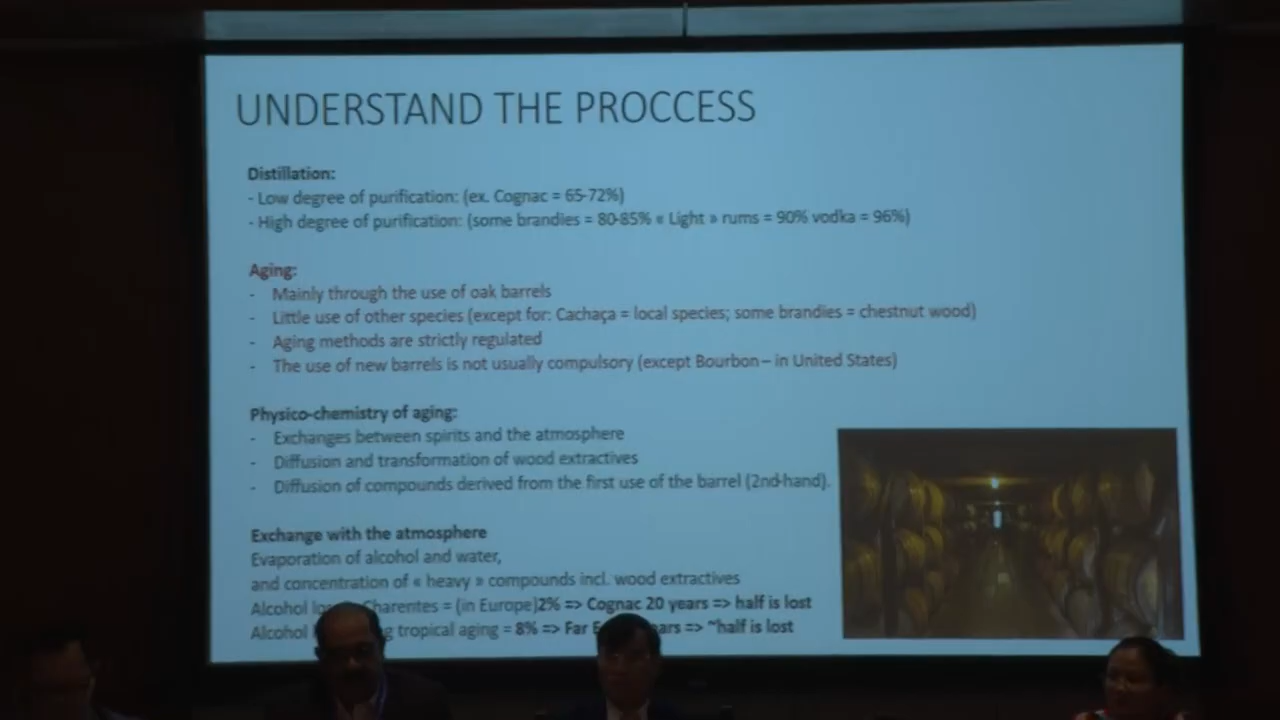 UNDERSTAND THE PROCCESS
Distillation:
- Low degree of purification: (ex. Cognac = 65-72%)
- High degree of purification: (some brandies = 80-85% « Light » rums = 90% vodka = 96%)
Aging:
- Mainly through the use of oak barrels
- Little use of other species (except for: Cachaça = local species; some brandies = chestnut wood)
- Aging methods are strictly regulated
- The use of new barrels is not usually compulsory (except Bourbon – in United States)
Physico-chemistry of aging:
- Exchanges between spirits and the atmosphere
- Diffusion and transformation of wood extractives
- Diffusion of compounds derived from the first use of the barrel (2nd-hand).
Exchange with the atmosphere
Evaporation of alcohol and water,
and concentration of « heavy » compounds incl. wood extractives
Alcohol Charentes = (in Europe)2% => Cognac 20 years => half is lost
Alcohol tropical aging = 8% => Far => ~half is lost